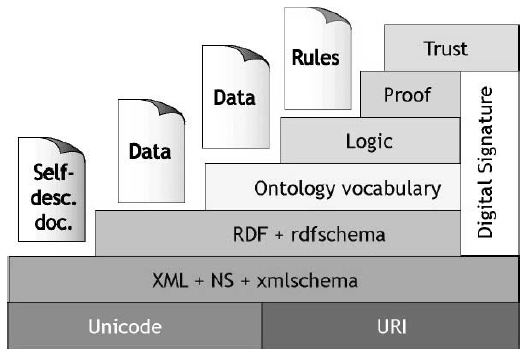 Trust
Rules
Proof
Data
Logic
Data
Digital Signature
Self-
desc.
doc.
Ontology vocabulary
RDF + rdfschema
XML + NS + xmlschema
Unicode
URI